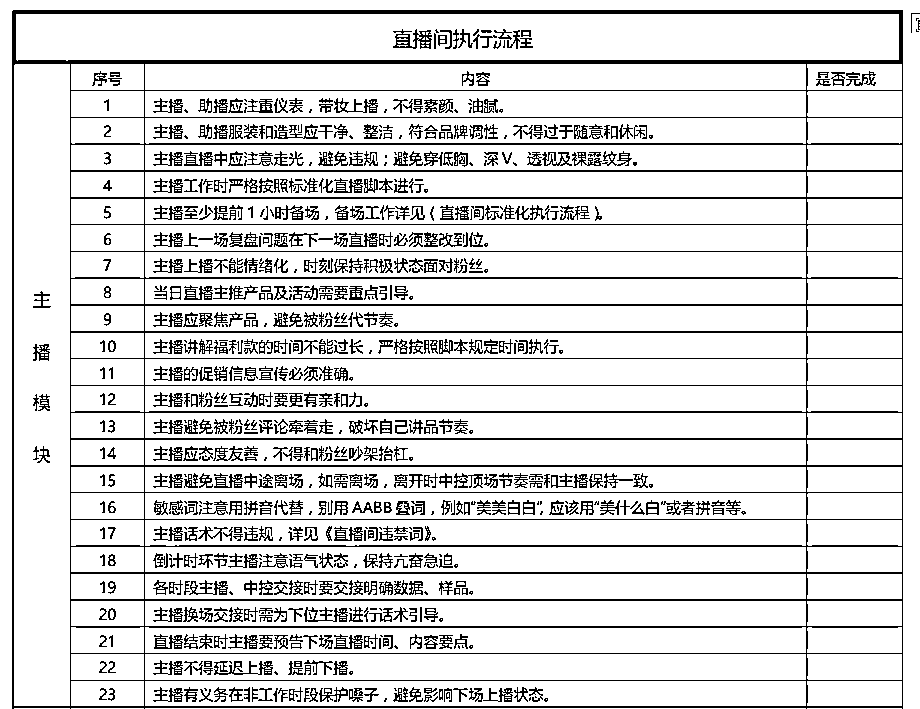 直播间执行流程
序号 内容 是否完成
主播模块
1 主播、助播应注重仪表，带妆上播，不得素颜、油腻。
2 主播、助播服装和造型应干净、整洁，符合品牌调性，不得过于随意和休闲。
3 主播直播中应注意走光，避免违规；避免穿低胸、深V、透视及裸露纹身。
4 主播工作时严格按照标准化直播脚本进行。
5 主播至少提前1小时备场，备场工作详见（直播间标准化执行流程）。
6 主播上一场复盘问题在下一场直播时必须整改到位。
7 主播上播不能情绪化，时刻保持积极状态面对粉丝。
8 当日直播主推产品及活动需要重点引导。
9 主播应聚焦产品，避免被粉丝代节奏。
10 主播讲解福利款的时间不能过长，严格按照脚本规定时间执行。
11 主播的促销信息宣传必须准确。
12 主播和粉丝互动时要更有亲和力。
13 主播避免被粉丝评论牵着走，破坏自己讲品节奏。
14 主播应态度友善，不得和粉丝吵架抬杠。
15 主播避免直播中途离场，如需离场，离开时中控顶场节奏需和主播保持一致。
16 敏感词注意用拼音代替，别用AABB叠词，例如“美美白白”，应该用“美什么白”或者拼音等。
17 主播话术不得违规，详见《直播间违禁词》。
18 倒计时环节主播注意语气状态，保持亢奋急迫。
19 各时段主播、中控交接时要交接明确数据、样品。
20 主播换场交接时需为下位主播进行话术引导。
21 直播结束时主播要预告下场直播时间、内容要点。
22 主播不得延迟上播、提前下播。
23 主播有义务在非工作时段保护嗓子，避免影响下场上播状态。